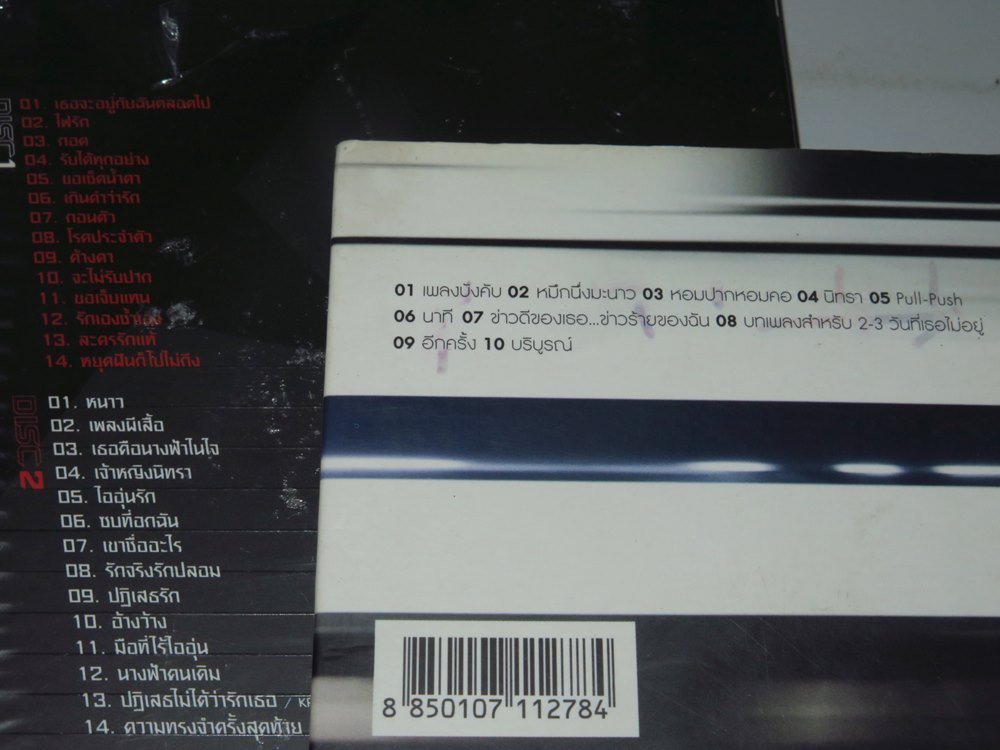 DISC 1
01. เธอจะอยู่กับฉันตลอดไป
02. ไฟรัก
03. กอด
04. รับได้ทุกอย่าง
05. ขอเช็ดน้ำตา
06. เกินคำว่ารัก
07. ถอนตัว
08. โรคประจำตัว
09. ค้างคา
10. จะไม่รับปาก
11. ขอเจ็บแทน
12. รักเองช้ำเอง
13. ละครรักแท้
14. หยุดฝันก็ไปไม่ถึง
DISC 2
01. หนาว
02. เพลงผีเสื้อ
03. เธอคือนางฟ้าในใจ
04. เจ้าหญิงนิทรา
05. ไออุ่นรัก
06. ซบที่อกฉัน
07. เขาชื่ออะไร
08. รักจริงรักปลอม
09. ปฏิเสธรัก
10. อ้างว้าง
11. มือที่ไร้ไออุ่น
12. นางฟ้าคนเดิม
13. ปฏิเสธไม่ได้ว่ารักเธอ /
14. ความทรงจำครั้งสุดท้าย
01 เพลงบังคับ 02 หมึกนึ่งมะนาว 03 หอมปากหอมคอ 04 นิทรา 05 Pull-Push
06 นาที 07 ข่าวดีของเธอ...ข่าวร้ายของฉัน 08 บทเพลงสำหรับ 2-3 วันที่เธอไม่อยู่
09 อีกครั้ง 10 บริบูรณ์
8 850107 112784